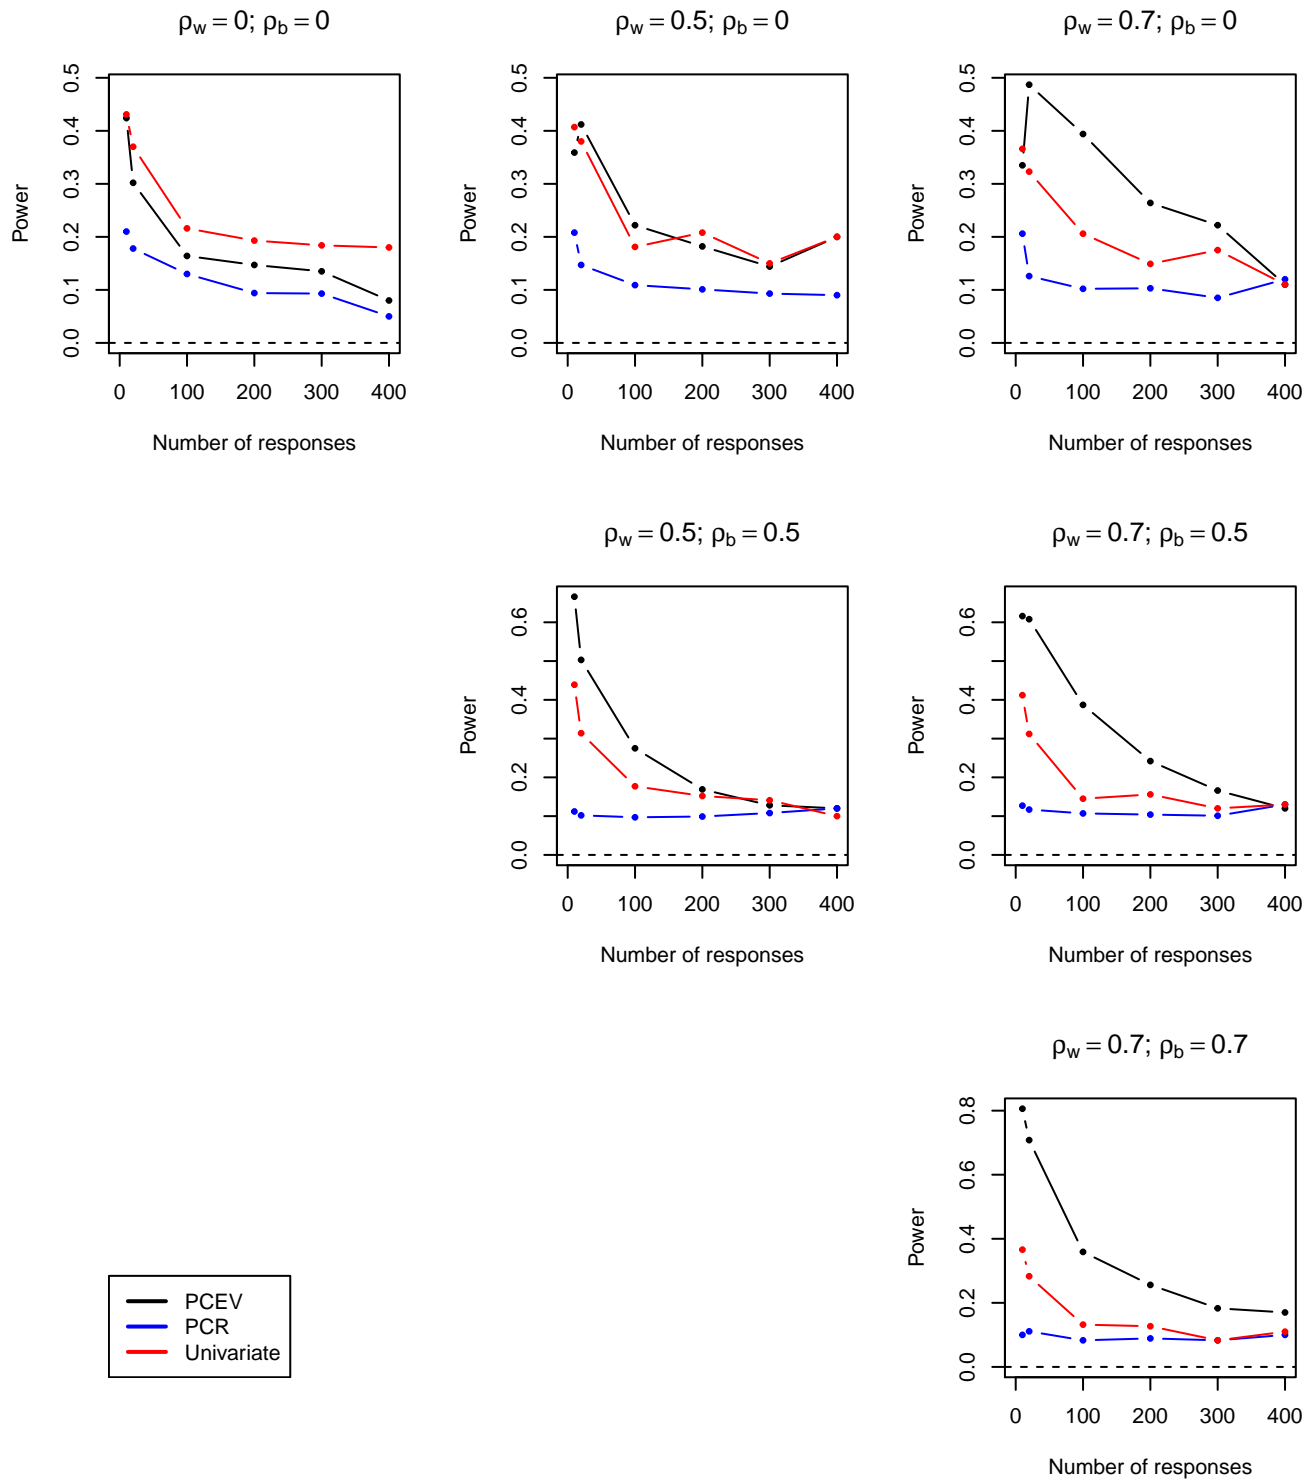 ρw = 0; ρb = 0
0.5
0.4
0.3
0.2
0.1
0.0
Power
0 100 200 300 400
Number of responses
ρw = 0.5; ρb = 0
0.5
0.4
0.3
0.2
0.1
0.0
Power
0 100 200 300 400
Number of responses
ρw = 0.7; ρb = 0
0.5
0.4
0.3
0.2
0.1
0.0
Power
0 100 200 300 400
Number of responses
ρw = 0.5; ρb = 0.5
0.6
0.4
0.2
0.0
Power
0 100 200 300 400
Number of responses
ρw = 0.7; ρb = 0.5
0.6
0.4
0.2
0.0
Power
0 100 200 300 400
Number of responses
ρw = 0.7; ρb = 0.7
0.8
0.6
0.4
0.2
0.0
Power
0 100 200 300 400
Number of responses
PCEV
PCR
Univariate